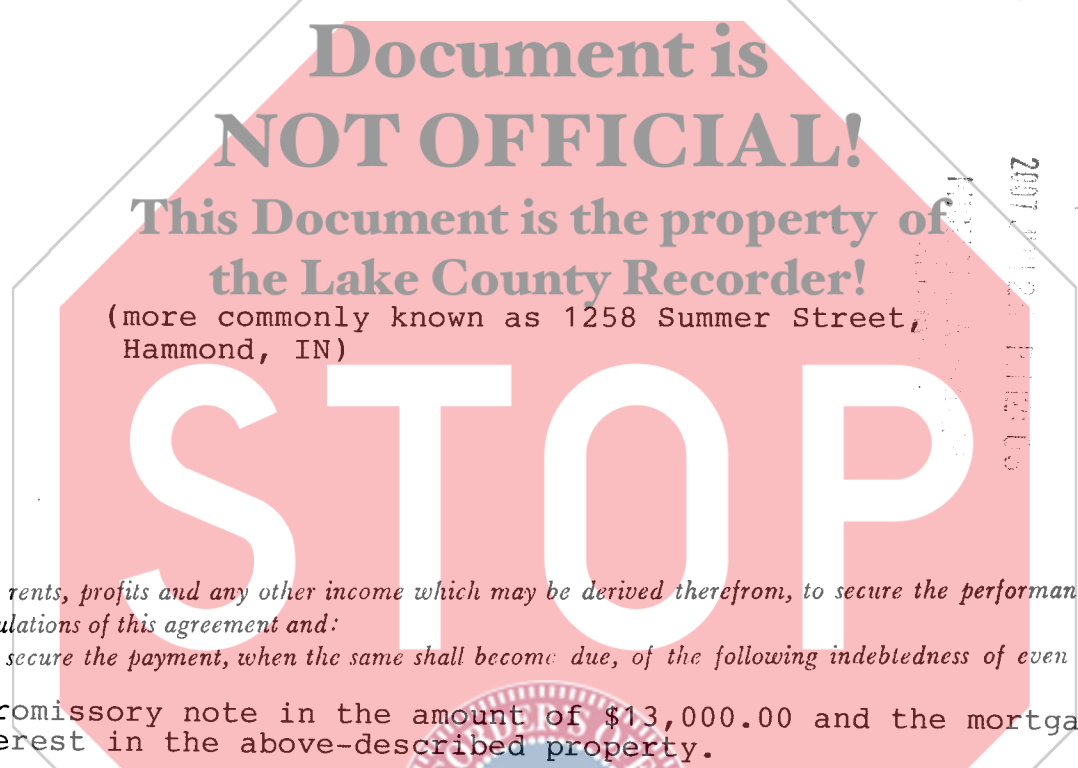 Document is
NOT OFFICIAL!
This Document is the property of
the Lake County Recorder!
(more commonly known as 1258 Summer Street,
Hammond, IN)
STOP
rents, profits and any other income which may be derived therefrom, to secure the performan
ulations of this agreement and:
secure the payment, when the same shall become due, of the following indebtedness of even
romissory note in the amount of $13,000.00 and the mortga
erest in the above-described property.